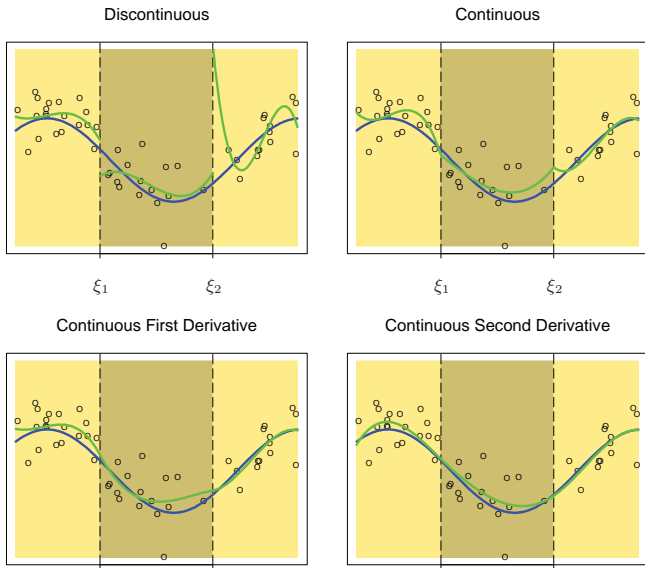 Discontinuous
Continuous
ξ1
ξ2
ξ1
ξ2
Continuous First Derivative
Continuous Second Derivative